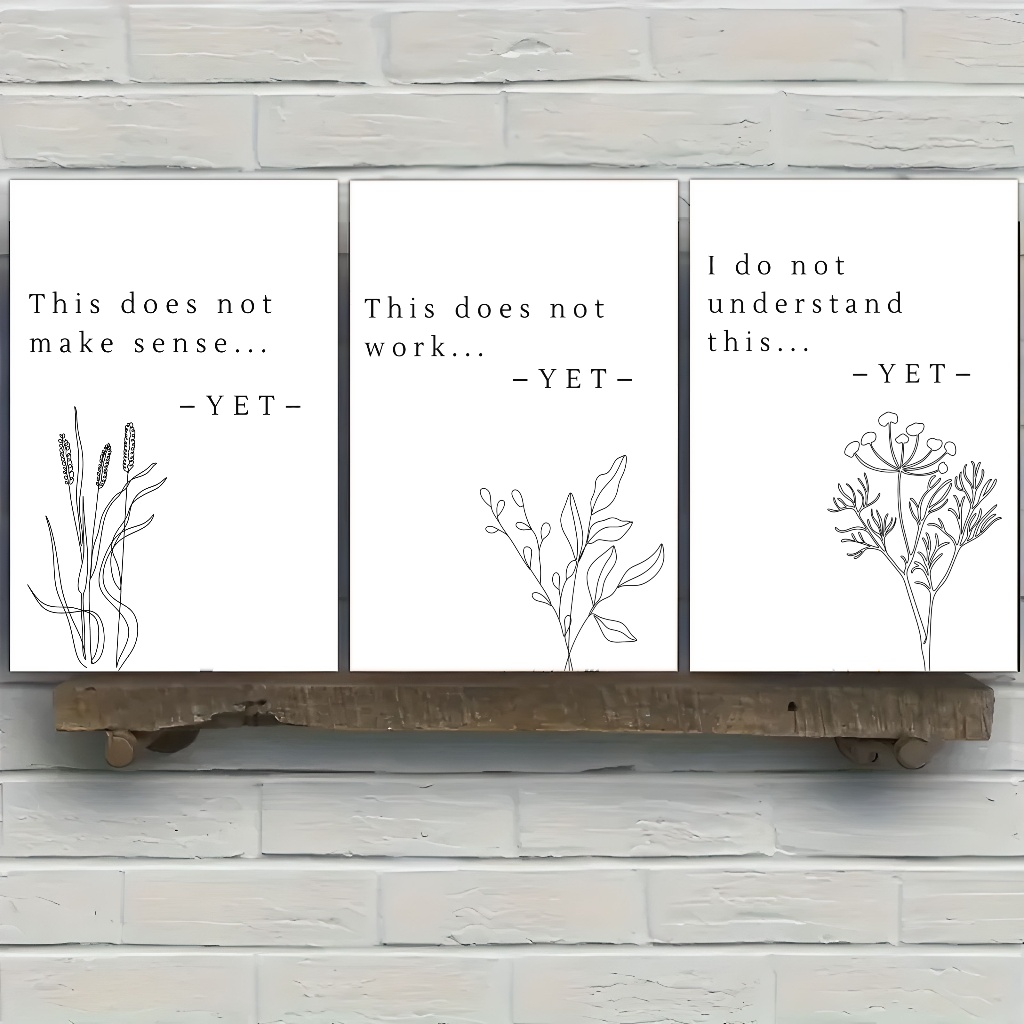 This does not
make sense...
–YET–
This does not
work...
–YET–
I do not
understand
this...
–YET–